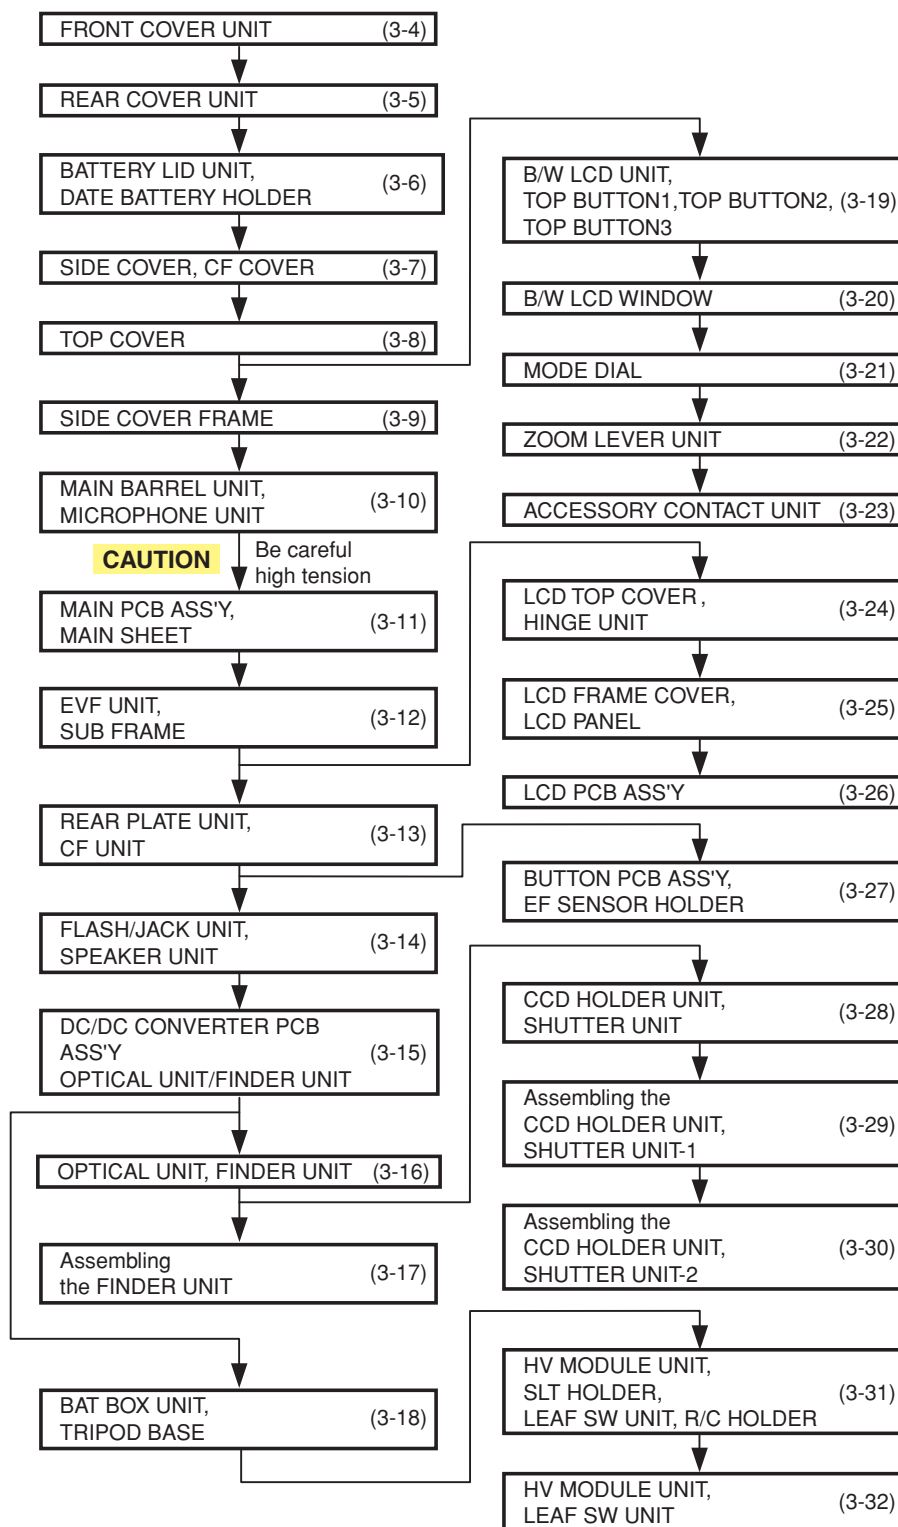 FRONT COVER UNIT (3-4)
REAR COVER UNIT (3-5)
BATTERY LID UNIT,
DATE BATTERY HOLDER (3-6)
SIDE COVER, CF COVER (3-7)
TOP COVER (3-8)
SIDE COVER FRAME (3-9)
MAIN BARREL UNIT,
MICROPHONE UNIT (3-10)
CAUTION
Be careful
high tension
MAIN PCB ASS'Y,
MAIN SHEET (3-11)
EVF UNIT,
SUB FRAME (3-12)
REAR PLATE UNIT,
CF UNIT (3-13)
FLASH/JACK UNIT,
SPEAKER UNIT (3-14)
DC/DC CONVERTER PCB
ASS'Y (3-15)
OPTICAL UNIT/FINDER UNIT
OPTICAL UNIT, FINDER UNIT (3-16)
Assembling
the FINDER UNIT (3-17)
BAT BOX UNIT,
TRIPOD BASE (3-18)
B/W LCD UNIT,
TOP BUTTON1,TOP BUTTON2, (3-19)
TOP BUTTON3
B/W LCD WINDOW (3-20)
MODE DIAL (3-21)
ZOOM LEVER UNIT (3-22)
ACCESSORY CONTACT UNIT (3-23)
LCD TOP COVER ,
HINGE UNIT (3-24)
LCD FRAME COVER,
LCD PANEL (3-25)
LCD PCB ASS'Y (3-26)
BUTTON PCB ASS'Y,
EF SENSOR HOLDER (3-27)
CCD HOLDER UNIT,
SHUTTER UNIT (3-28)
Assembling the
CCD HOLDER UNIT, (3-29)
SHUTTER UNIT-1
Assembling the
CCD HOLDER UNIT, (3-30)
SHUTTER UNIT-2
HV MODULE UNIT,
SLT HOLDER, (3-31)
LEAF SW UNIT, R/C HOLDER
HV MODULE UNIT,
LEAF SW UNIT (3-32)